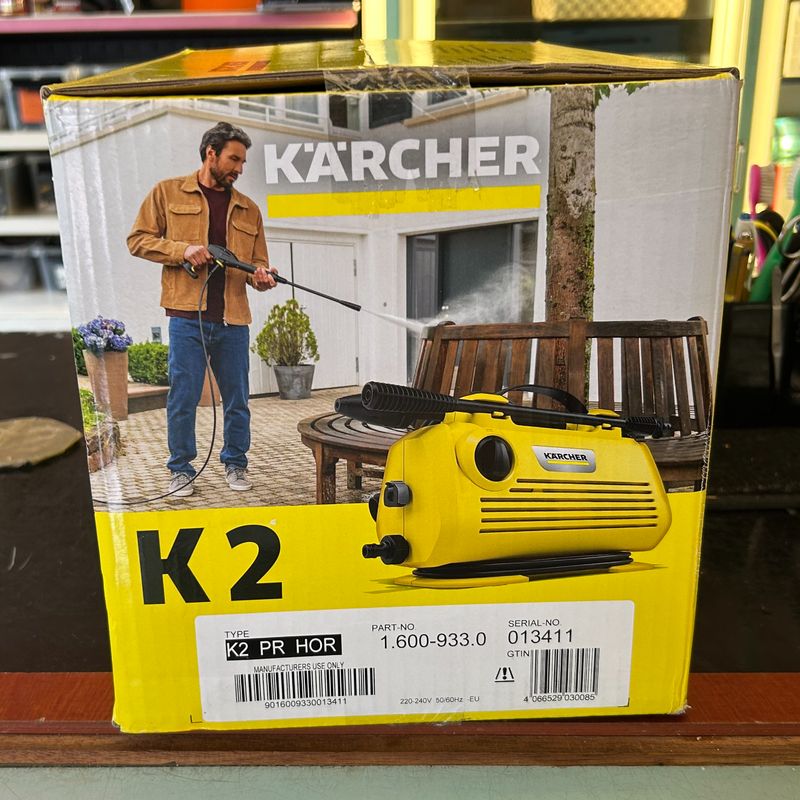 KÄRCHER
KÄRCHER
K 2
TYPE
K2 PR HOR
PART-NO.
1.600-933.0
SERIAL-NO.
013411
GTIN
MANUFACTURERS USE ONLY
9016009330013411
220-240V 50/60Hz -EU
4 066529 030085